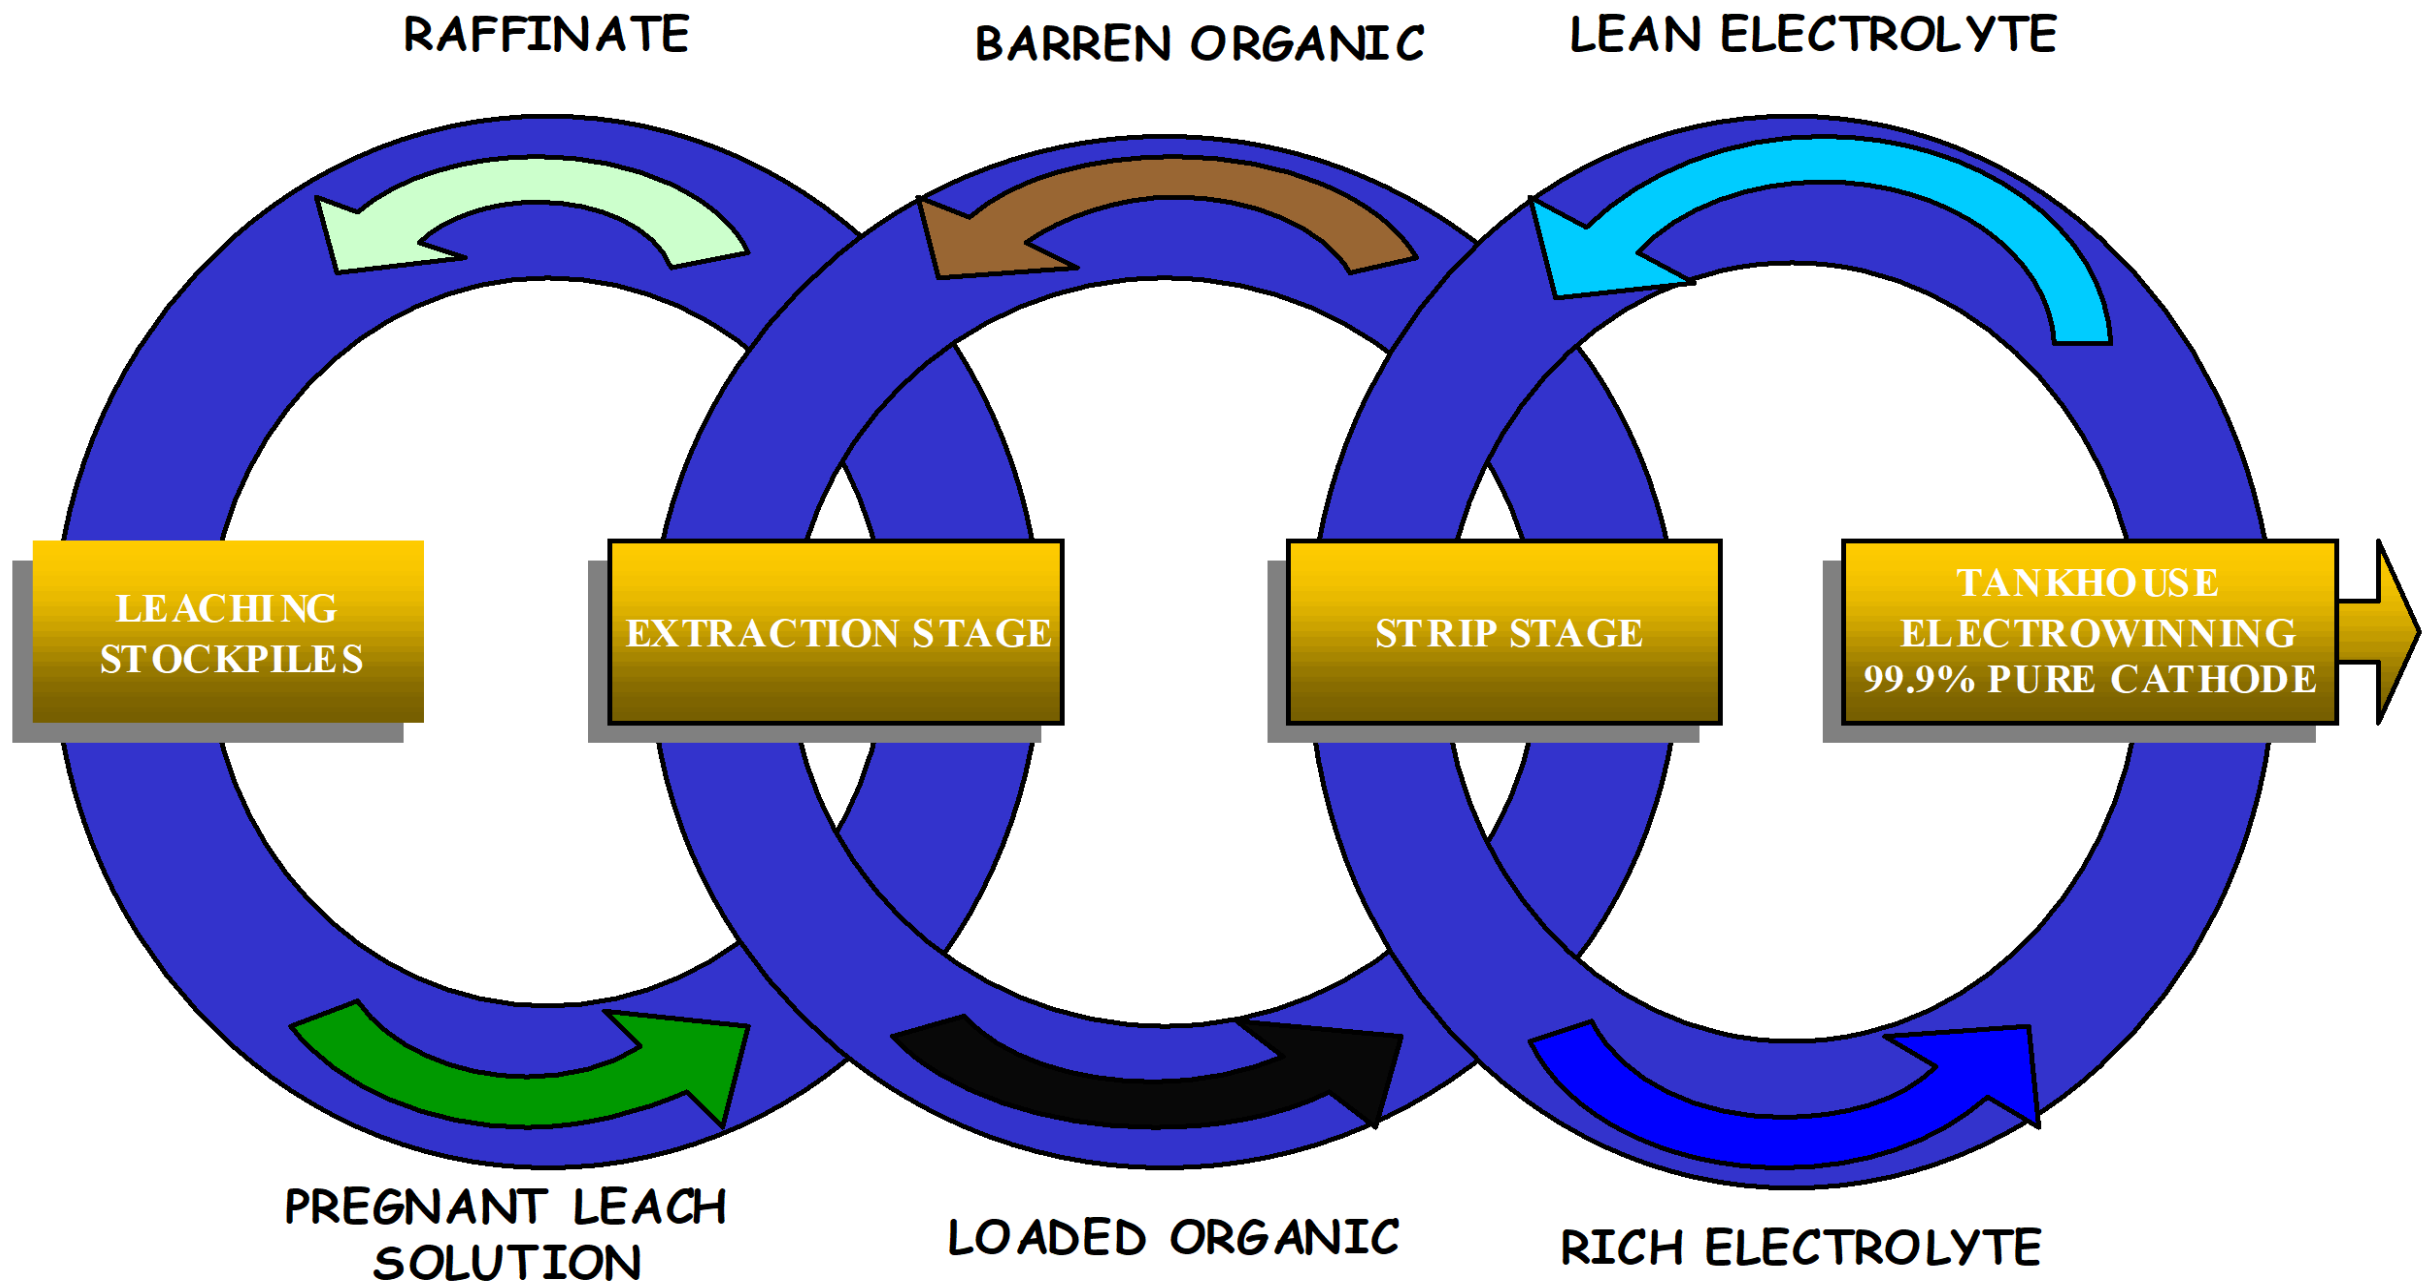 RAFFINATE
BARREN ORGANIC
LEAN ELECTROLYTE
LEACHING
STOCKPILES
EXTRACTION STAGE
STRIP STAGE
TANKHOUSE
ELECTROWINNING
99.9% PURE CATHODE
PREGNANT LEACH
SOLUTION
LOADED ORGANIC
RICH ELECTROLYTE